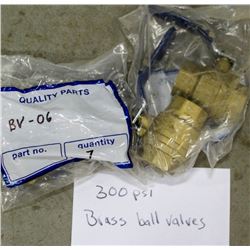 QUALITY PARTS
BV-06
part no. quantity
7
300 psi
Brass ball valves